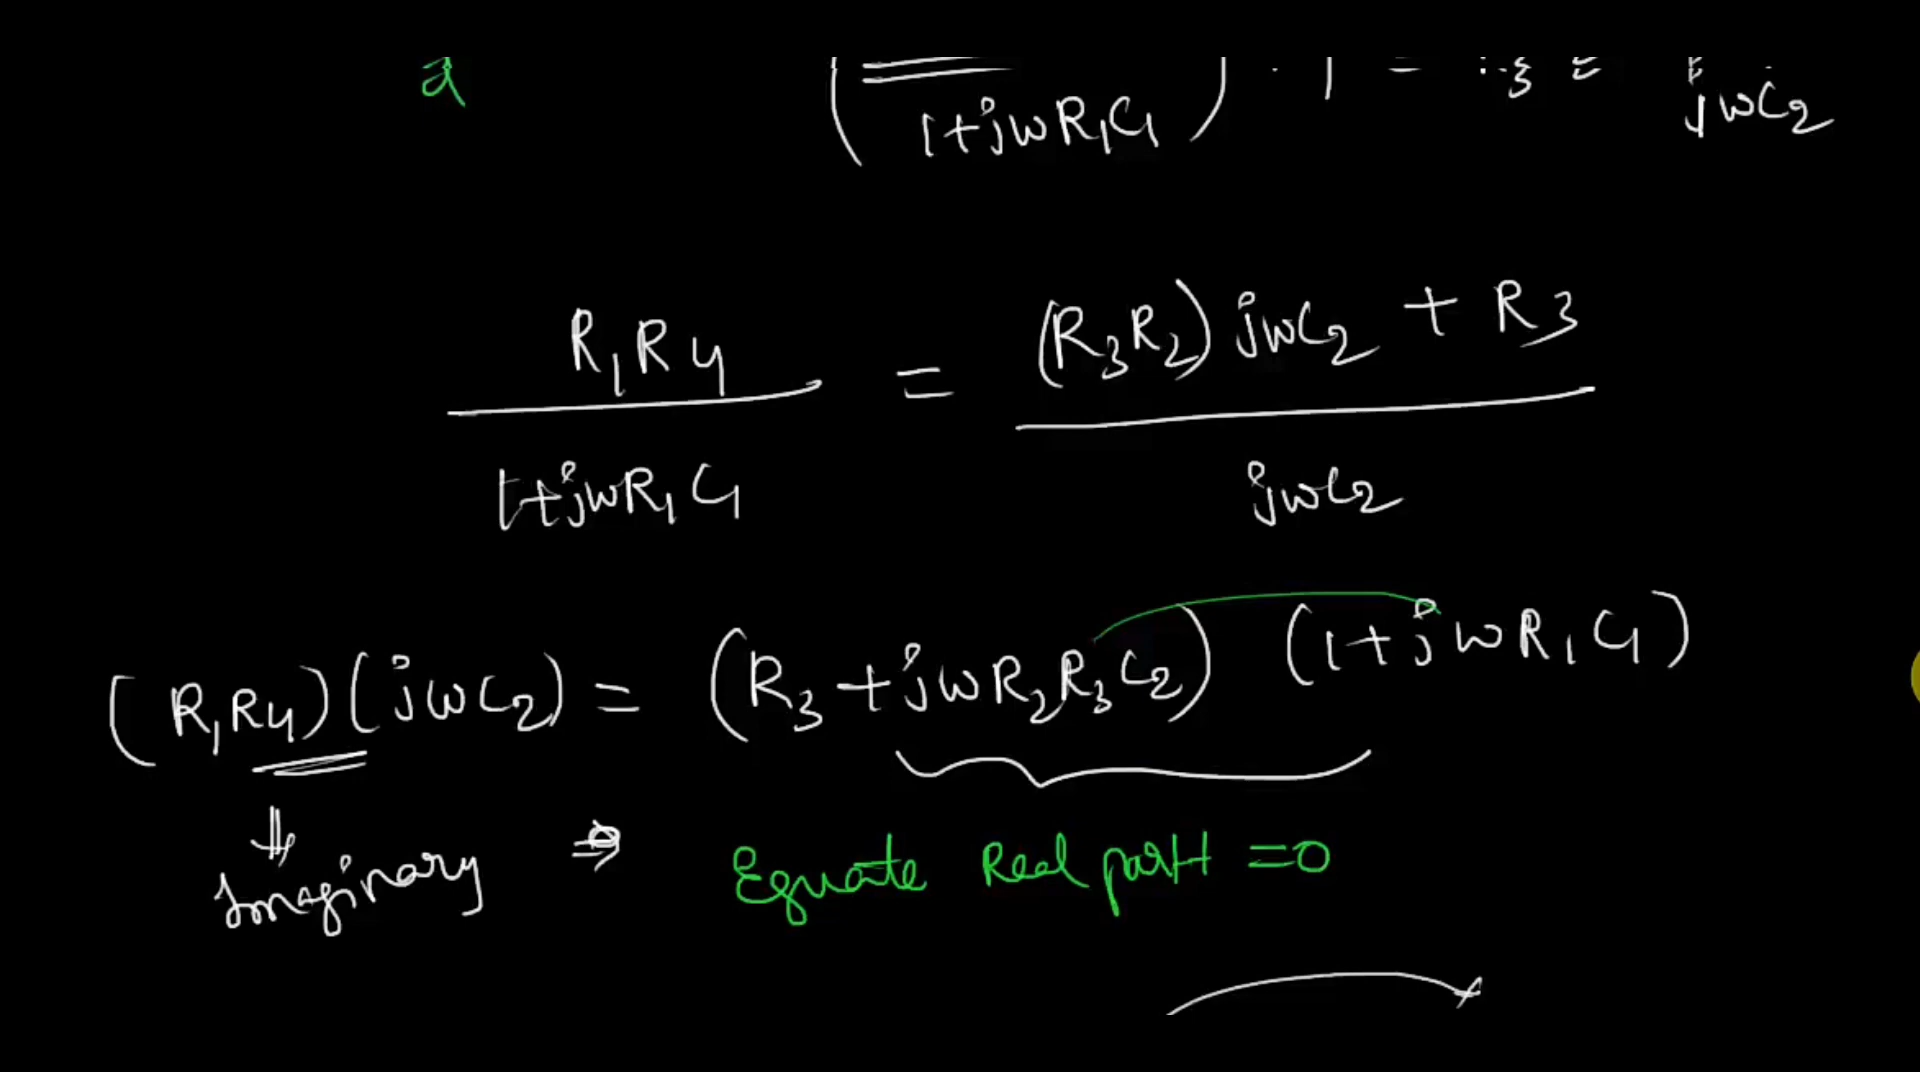 1+jωR₁C₁
jωC₂
R₁R₄ / 1+jωR₁C₁ = (R₃R₂) jωC₂ + R₃ / jωC₂
(R₁R₄)(jωC₂) = (R₃+jωR₂R₃C₂) (1+jωR₁C₁)
Imaginary ⇒ Equate Real part =0